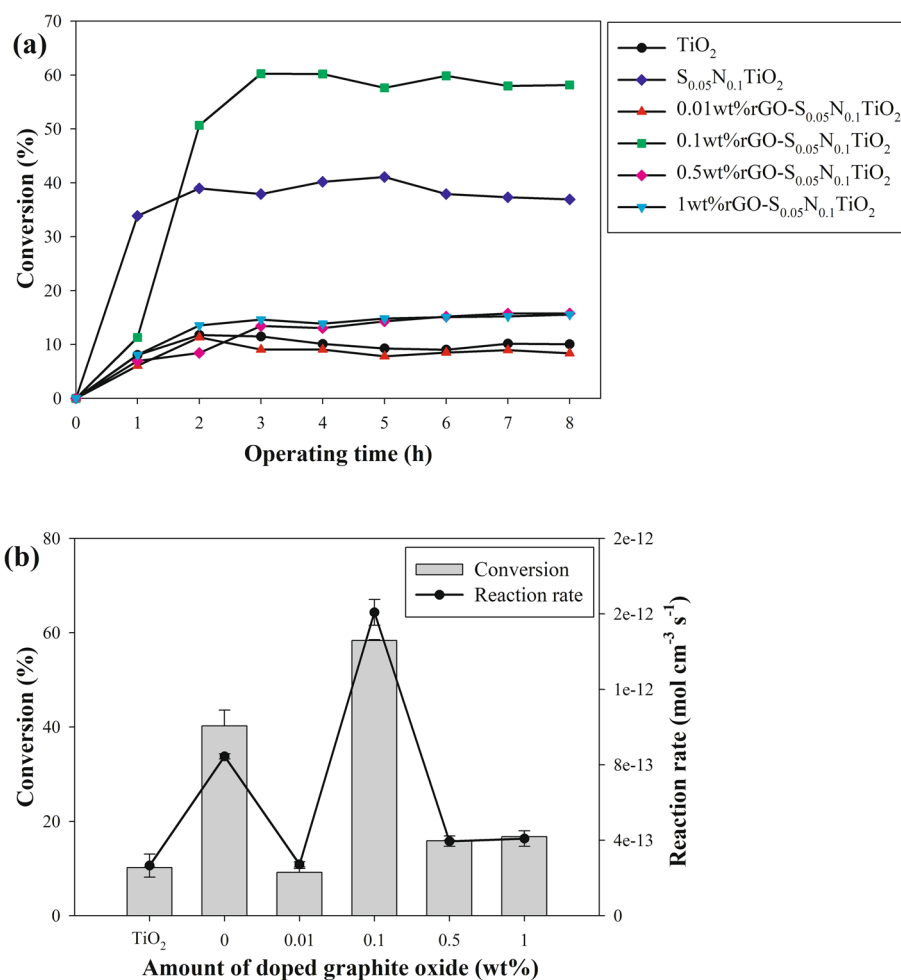 (a)
70
60
50
40
30
20
10
0
Conversion (%)
0 1 2 3 4 5 6 7 8
Operating time (h)
TiO₂
S₀.₀₅N₀.₁TiO₂
0.01wt%rGO-S₀.₀₅N₀.₁TiO₂
0.1wt%rGO-S₀.₀₅N₀.₁TiO₂
0.5wt%rGO-S₀.₀₅N₀.₁TiO₂
1wt%rGO-S₀.₀₅N₀.₁TiO₂
(b)
80
60
40
20
0
Conversion (%)
Conversion
Reaction rate
2e-12
2e-12
1e-12
8e-13
4e-13
0
Reaction rate (mol cm⁻³ s⁻¹)
TiO₂ 0 0.01 0.1 0.5 1
Amount of doped graphite oxide (wt%)